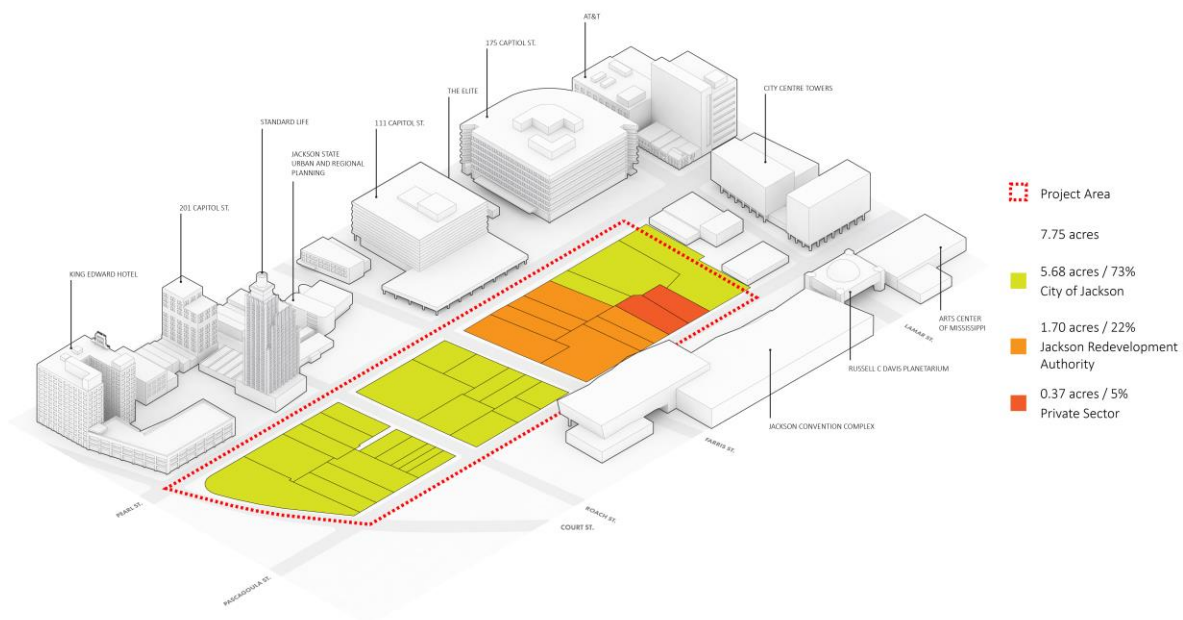 AT&T
175 CAPTIOL ST.
CITY CENTRE TOWERS
THE ELITE
111 CAPITOL ST.
STANDARD LIFE
JACKSON STATE
URBAN AND REGIONAL
PLANNING
201 CAPITOL ST.
KING EDWARD HOTEL
Project Area
7.75 acres
5.68 acres / 73%
City of Jackson
1.70 acres / 22%
Jackson Redevelopment
Authority
0.37 acres / 5%
Private Sector
ARTS CENTER
OF MISSISSIPPI
LAMAR ST.
RUSSELL C DAVIS PLANETARIUM
JACKSON CONVENTION COMPLEX
FARRIS ST.
ROACH ST.
COURT ST.
PEARL ST.
PASCAGOULA ST.